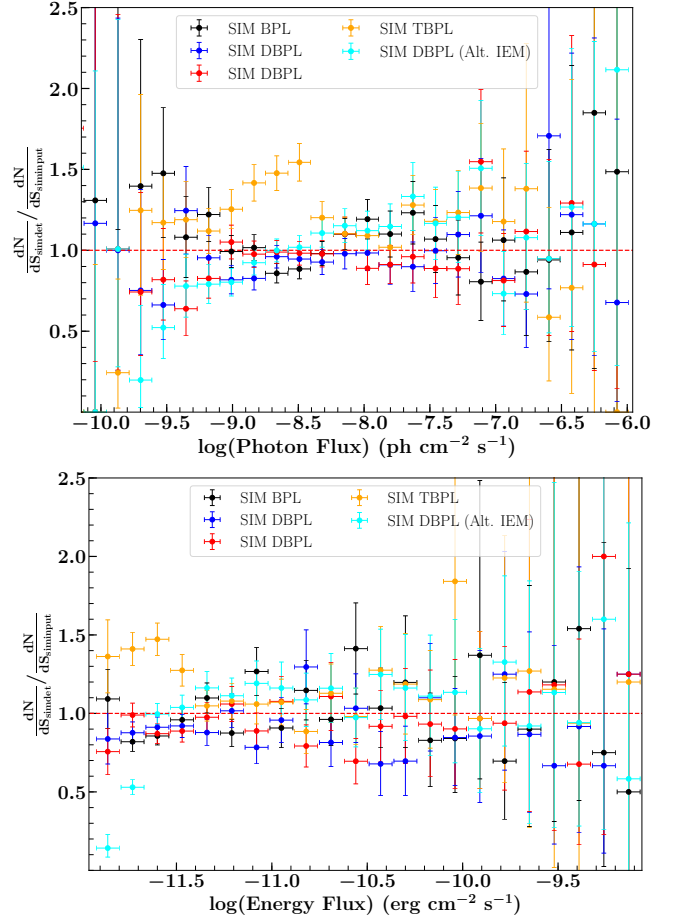 2.5
2.0
1.5
1.0
0.5
dN/dS_simdet / dN/dS_siminput
SIM BPL
SIM DBPL
SIM DBPL
SIM TBPL
SIM DBPL (Alt. IEM)
−10.0 −9.5 −9.0 −8.5 −8.0 −7.5 −7.0 −6.5 −6.0
log(Photon Flux) (ph cm⁻² s⁻¹)
2.5
2.0
1.5
1.0
0.5
dN/dS_simdet / dN/dS_siminput
SIM BPL
SIM DBPL
SIM DBPL
SIM TBPL
SIM DBPL (Alt. IEM)
−11.5 −11.0 −10.5 −10.0 −9.5
log(Energy Flux) (erg cm⁻² s⁻¹)